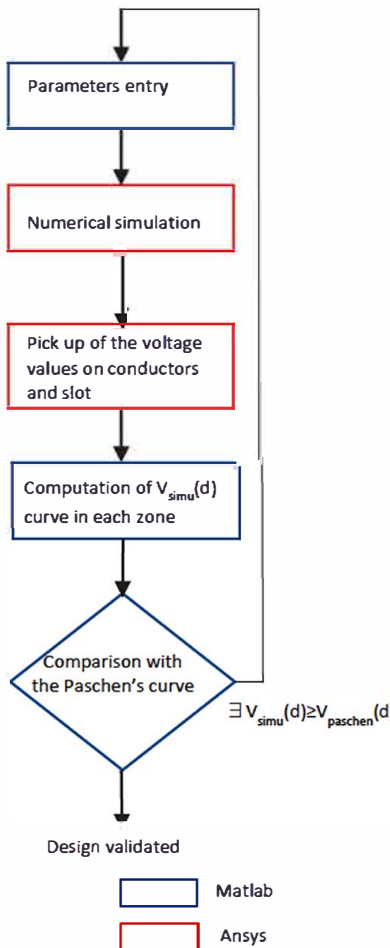 Parameters entry
Numerical simulation
Pick up of the voltage
values on conductors
and slot
Computation of Vsimu(d)
curve in each zone
Comparison with
the Paschen's curve
∃ Vsimu(d)≥Vpaschen(d
Design validated
Matlab
Ansys